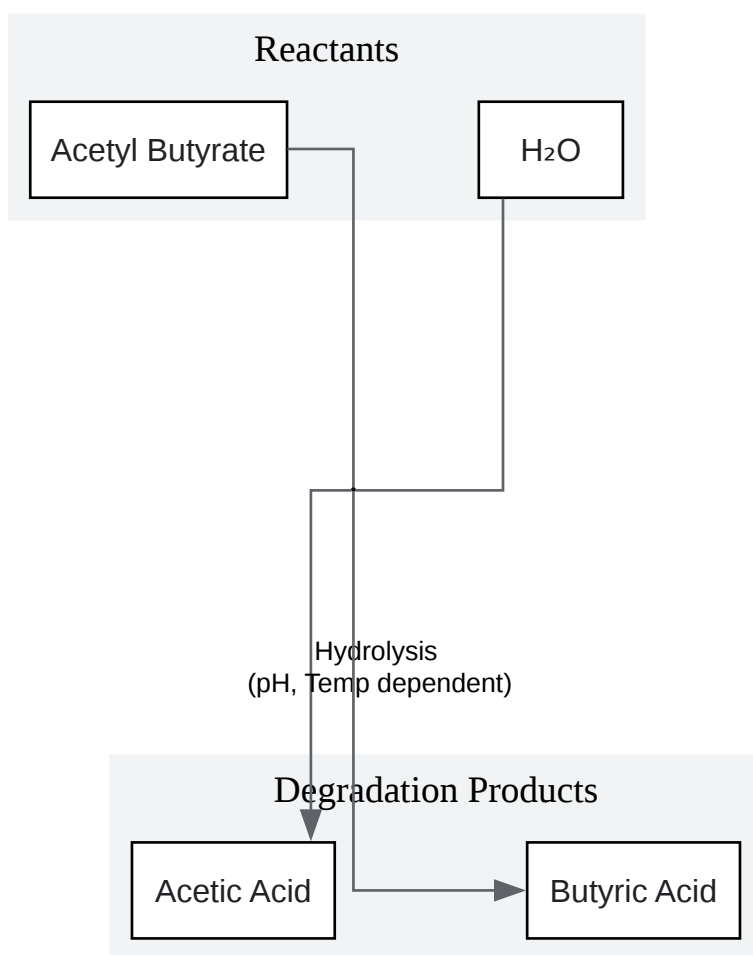 Reactants
Acetyl Butyrate
H₂O
Hydrolysis
(pH, Temp dependent)
Degradation Products
Acetic Acid
Butyric Acid